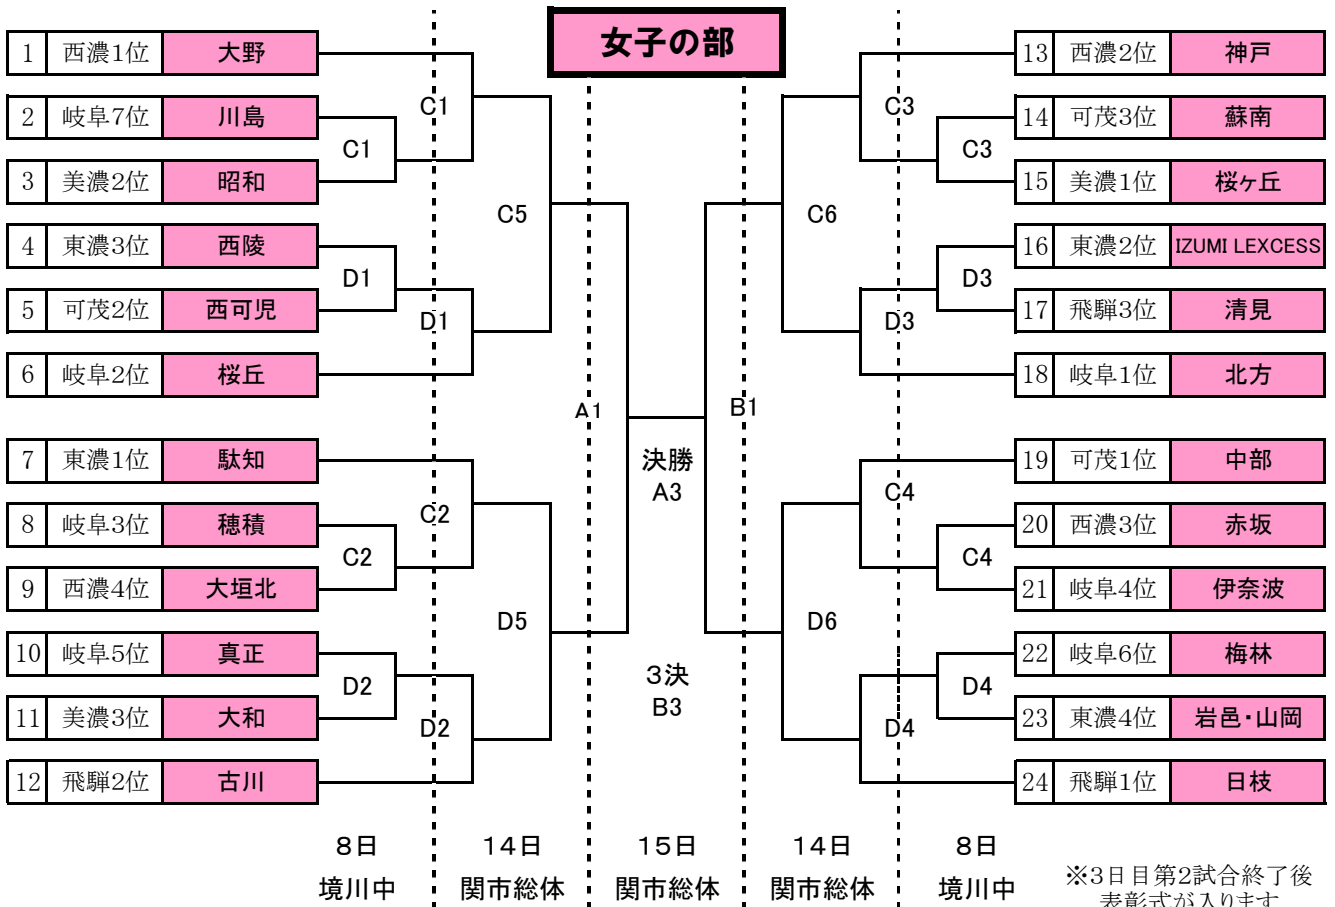 女子の部
1 西濃1位 大野
2 岐阜7位 川島
3 美濃2位 昭和
4 東濃3位 西陵
5 可茂2位 西可児
6 岐阜2位 桜丘
7 東濃1位 駄知
8 岐阜3位 穂積
9 西濃4位 大垣北
10 岐阜5位 真正
11 美濃3位 大和
12 飛騨2位 古川
C1
C1
D1
D1
C2
C2
D2
D2
C5
D5
A1
決勝
A3
3決
B3
B1
C6
D6
C3
C3
D3
D3
C4
C4
D4
D4
13 西濃2位 神戸
14 可茂3位 蘇南
15 美濃1位 桜ヶ丘
16 東濃2位 IZUMI LEXCESS
17 飛騨3位 清見
18 岐阜1位 北方
19 可茂1位 中部
20 西濃3位 赤坂
21 岐阜4位 伊奈波
22 岐阜6位 梅林
23 東濃4位 岩邑・山岡
24 飛騨1位 日枝
8日 14日 15日 14日 8日
境川中 関市総体 関市総体 関市総体 境川中
※3日目第2試合終了後
表彰式が入ります